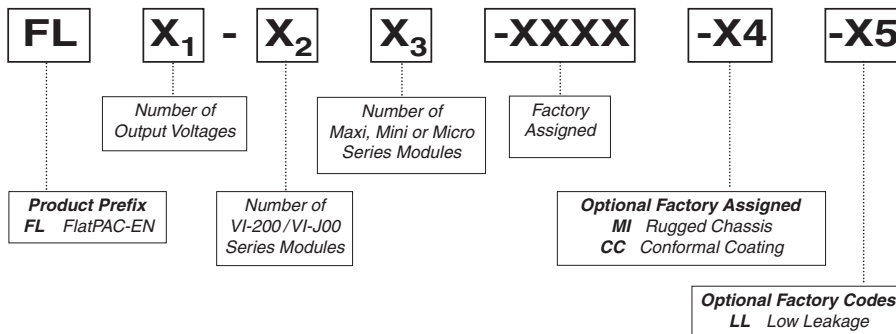 FL X1 - X2 X3 -XXXX -X4 -X5
Number of
Output Voltages
Number of
Maxi, Mini or Micro
Series Modules
Factory
Assigned
Product Prefix
FL FlatPAC-EN
Number of
VI-200/VI-J00
Series Modules
Optional Factory Assigned
MI Rugged Chassis
CC Conformal Coating
Optional Factory Codes
LL Low Leakage